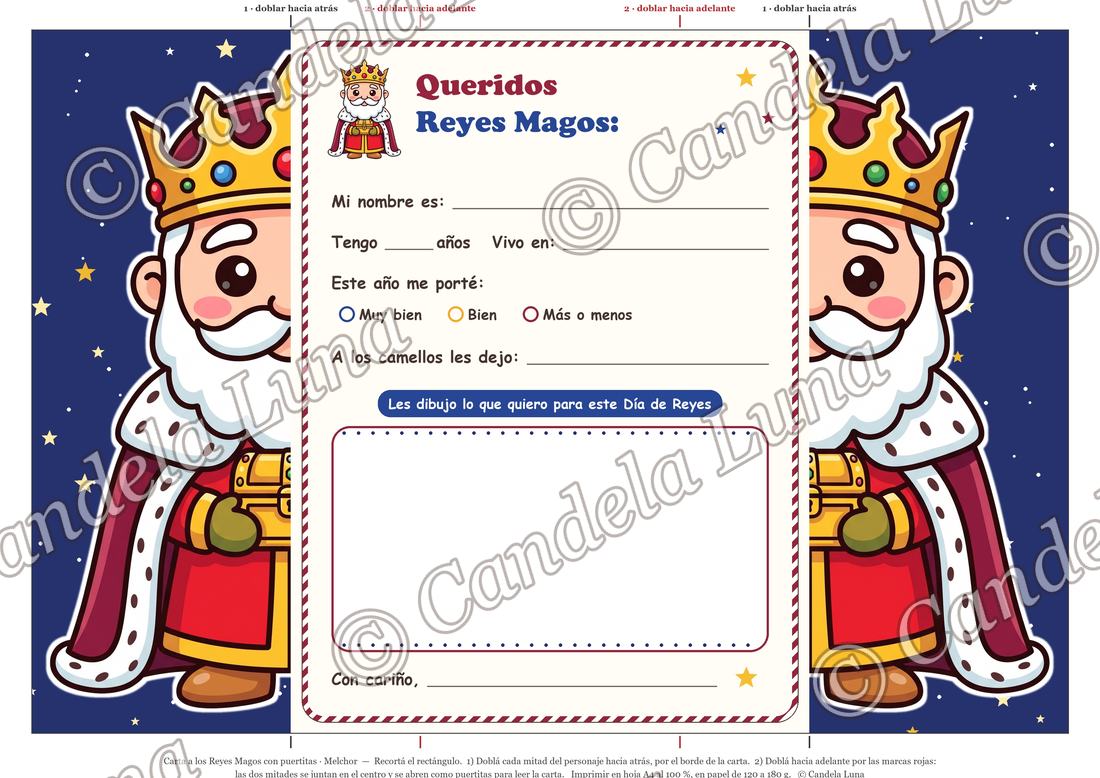 1 · doblar hacia atrás
2 · doblar hacia adelante
2 · doblar hacia adelante
1 · doblar hacia atrás
Queridos
Reyes Magos:
Mi nombre es:
Tengo años Vivo en:
Este año me porté:
Muy bien Bien Más o menos
A los camellos les dejo:
Les dibujo lo que quiero para este Día de Reyes
Con cariño,
Carta a los Reyes Magos con puertitas · Melchor — Recortá el rectángulo. 1) Doblá cada mitad del personaje hacia atrás, por el borde de la carta. 2) Doblá hacia adelante por las marcas rojas:
las dos mitades se juntan en el centro y se abren como puertitas para leer la carta. Imprimir en hoja A4 al 100 %, en papel de 120 a 180 g. © Candela Luna
© Candela Luna
© Candela Luna
© Candela Luna
Candela Luna
©
©